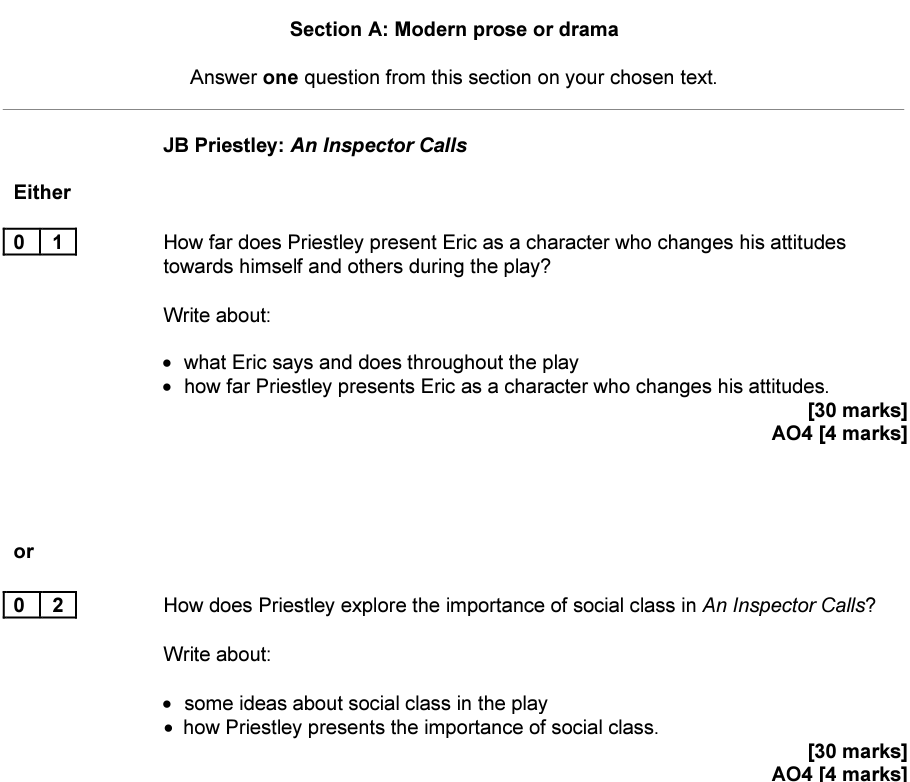 Section A: Modern prose or drama
Answer one question from this section on your chosen text.
JB Priestley: An Inspector Calls
Either
0 1
How far does Priestley present Eric as a character who changes his attitudes
towards himself and others during the play?
Write about:
• what Eric says and does throughout the play
• how far Priestley presents Eric as a character who changes his attitudes.
[30 marks]
AO4 [4 marks]
or
0 2
How does Priestley explore the importance of social class in An Inspector Calls?
Write about:
• some ideas about social class in the play
• how Priestley presents the importance of social class.
[30 marks]
AO4 [4 marks]